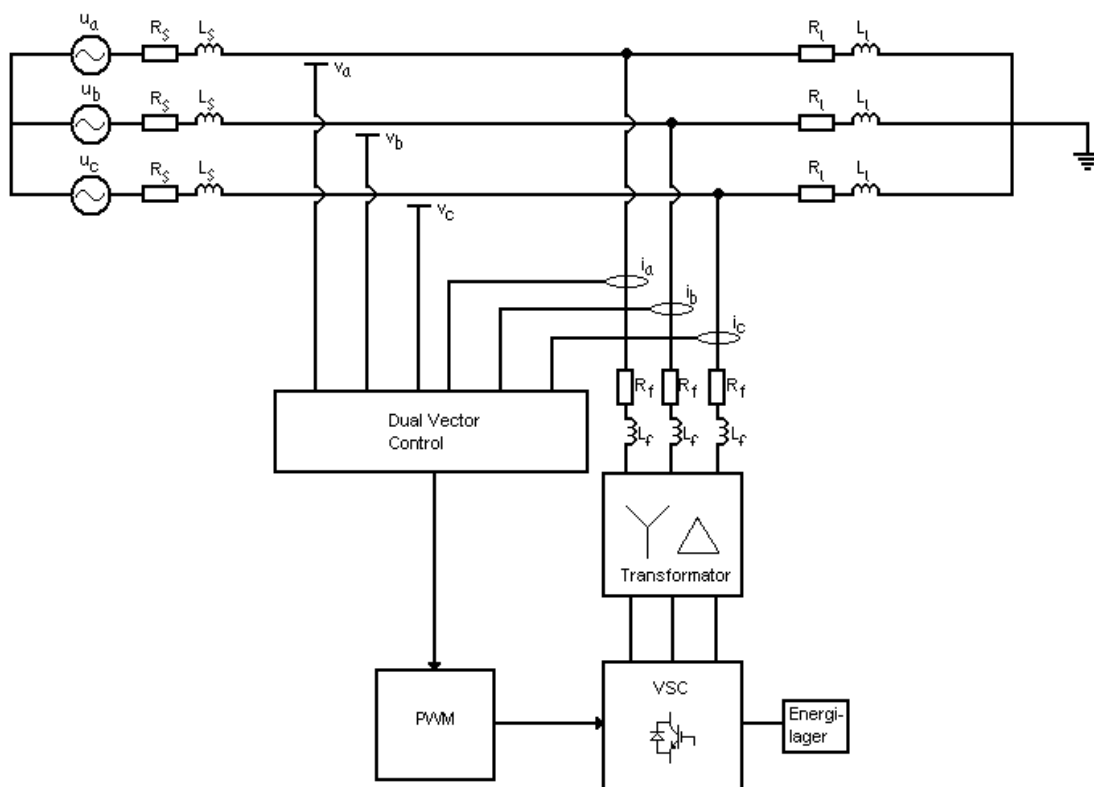 u_a
R_S
L_S
v_a
R_l
L_l
u_b
R_S
L_S
v_b
R_l
L_l
u_c
R_S
L_S
v_c
R_l
L_l
i_a
i_b
i_c
R_f
R_f
R_f
L_f
L_f
L_f
Dual Vector
Control
Transformator
PWM
VSC
Energi-
lager